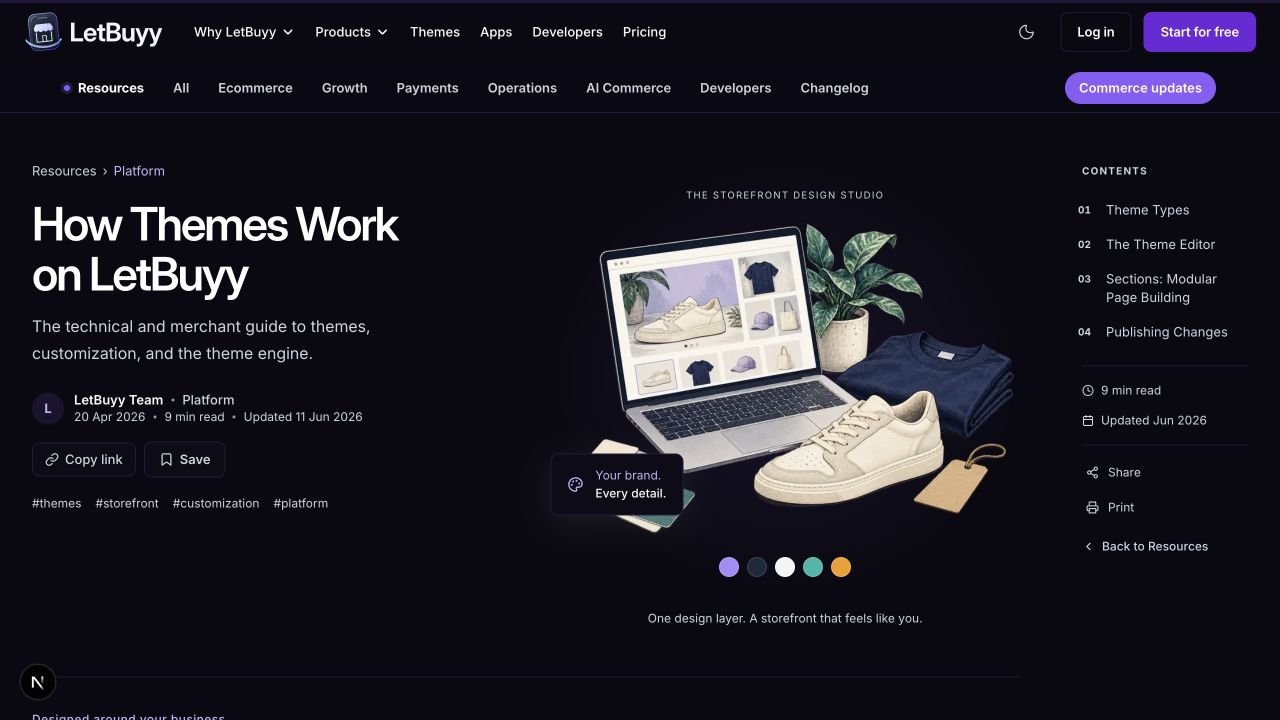 LetBuyy
Why LetBuyy
Products
Themes
Apps
Developers
Pricing
Log in
Start for free
Resources
All
Ecommerce
Growth
Payments
Operations
AI Commerce
Developers
Changelog
Commerce updates
Resources › Platform
How Themes Work
on LetBuyy
The technical and merchant guide to themes,
customization, and the theme engine.
L
LetBuyy Team • Platform
20 Apr 2026 • 9 min read • Updated 11 Jun 2026
Copy link
Save
#themes #storefront #customization #platform
THE STOREFRONT DESIGN STUDIO
Your brand.
Every detail.
One design layer. A storefront that feels like you.
CONTENTS
01 Theme Types
02 The Theme Editor
03 Sections: Modular
Page Building
04 Publishing Changes
9 min read
Updated Jun 2026
Share
Print
Back to Resources
N
Designed around your business